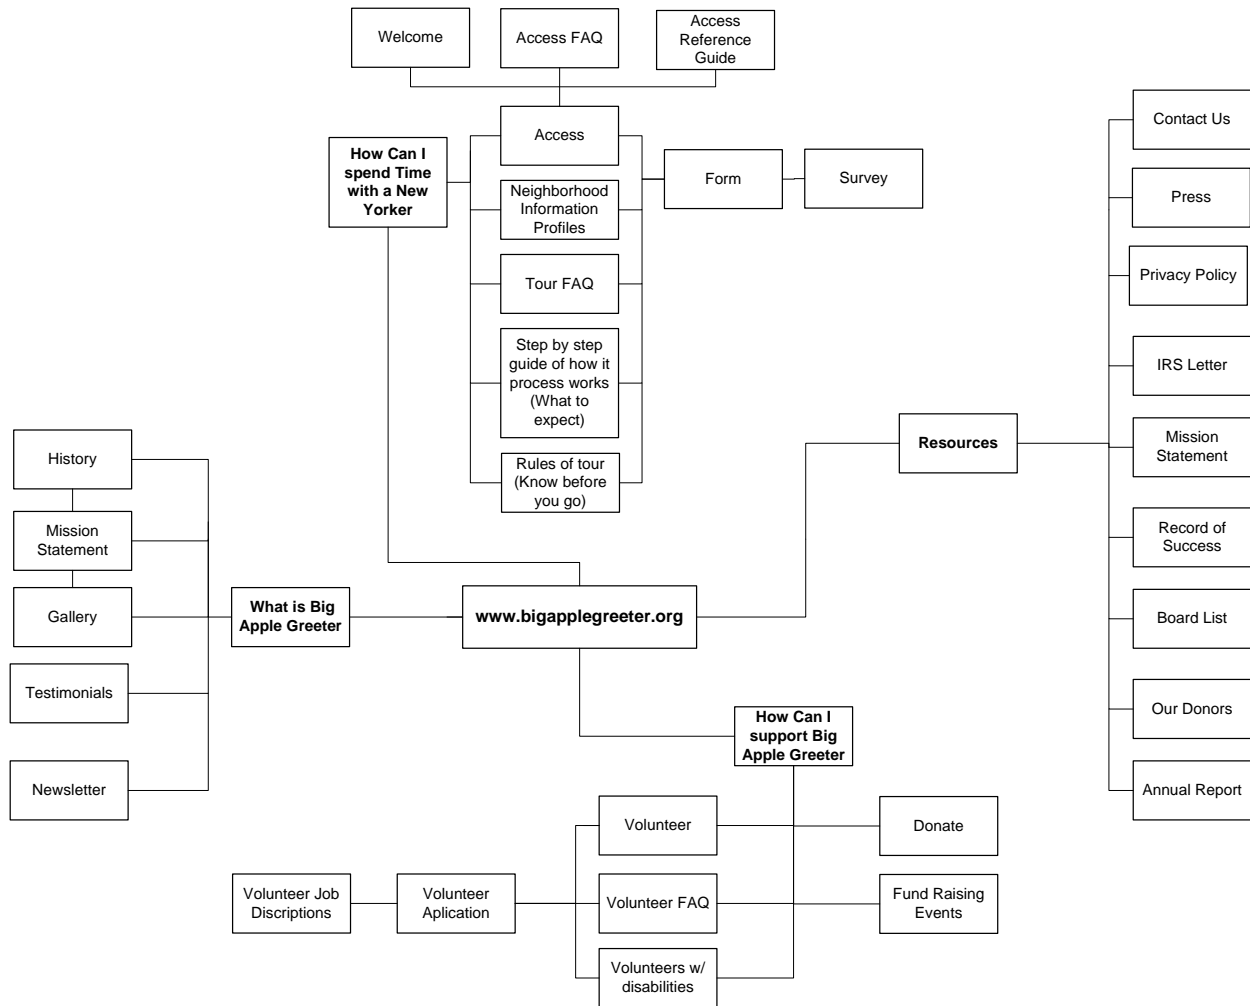 Welcome
Access FAQ
Access
Reference
Guide
Access
How Can I
spend Time
with a New
Yorker
Neighborhood
Information
Profiles
Form
Survey
Tour FAQ
Step by step
guide of how it
process works
(What to
expect)
Rules of tour
(Know before
you go)
Contact Us
Press
Privacy Policy
IRS Letter
Resources
Mission
Statement
Record of
Success
Board List
Our Donors
Annual Report
History
Mission
Statement
Gallery
Testimonials
Newsletter
What is Big
Apple Greeter
www.bigapplegreeter.org
How Can I
support Big
Apple Greeter
Volunteer
Donate
Volunteer Job
Discriptions
Volunteer
Aplication
Volunteer FAQ
Fund Raising
Events
Volunteers w/
disabilities